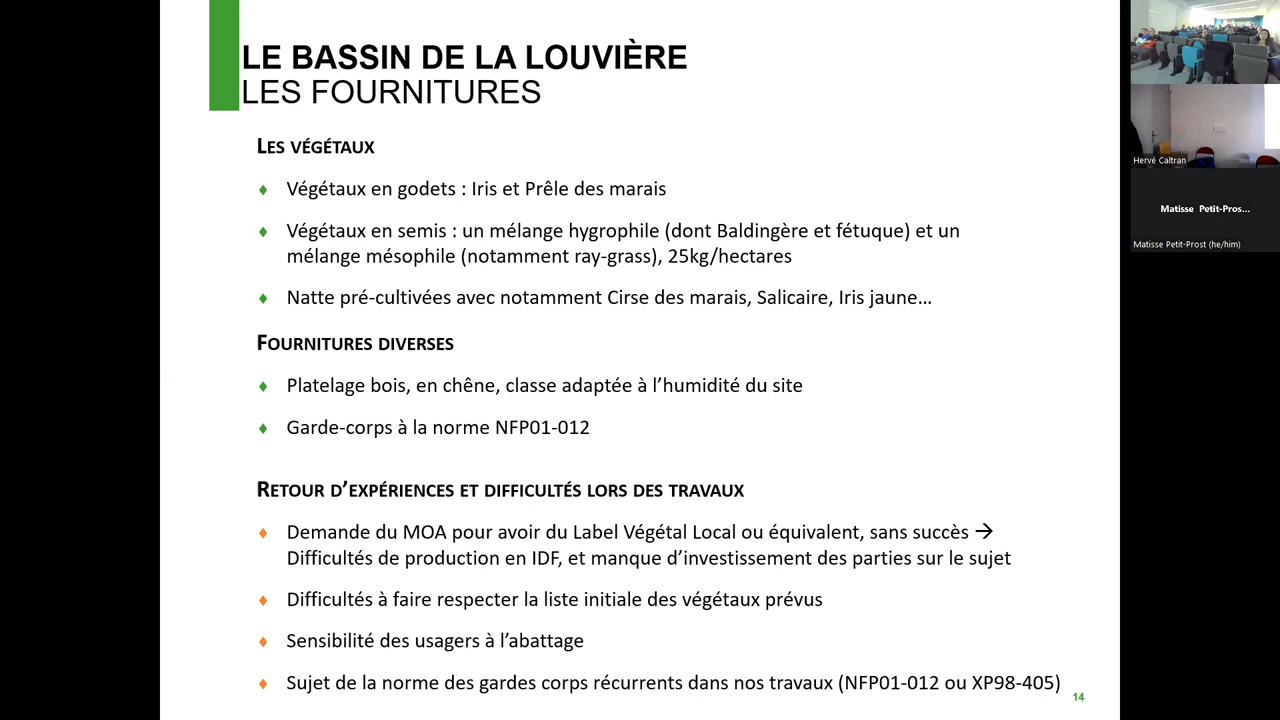 LE BASSIN DE LA LOUVIÈRE
LES FOURNITURES
LES VÉGÉTAUX
♦ Végétaux en godets : Iris et Prêle des marais
♦ Végétaux en semis : un mélange hygrophile (dont Baldingère et fétuque) et un
mélange mésophile (notamment ray-grass), 25kg/hectares
♦ Natte pré-cultivées avec notamment Cirse des marais, Salicaire, Iris jaune…
FOURNITURES DIVERSES
♦ Platelage bois, en chêne, classe adaptée à l’humidité du site
♦ Garde-corps à la norme NFP01-012
RETOUR D’EXPÉRIENCES ET DIFFICULTÉS LORS DES TRAVAUX
♦ Demande du MOA pour avoir du Label Végétal Local ou équivalent, sans succès →
Difficultés de production en IDF, et manque d’investissement des parties sur le sujet
♦ Difficultés à faire respecter la liste initiale des végétaux prévus
♦ Sensibilité des usagers à l’abattage
♦ Sujet de la norme des gardes corps récurrents dans nos travaux (NFP01-012 ou XP98-405)
14
Hervé Caltran
Matisse Petit-Pros...
Matisse Petit-Prost (he/him)